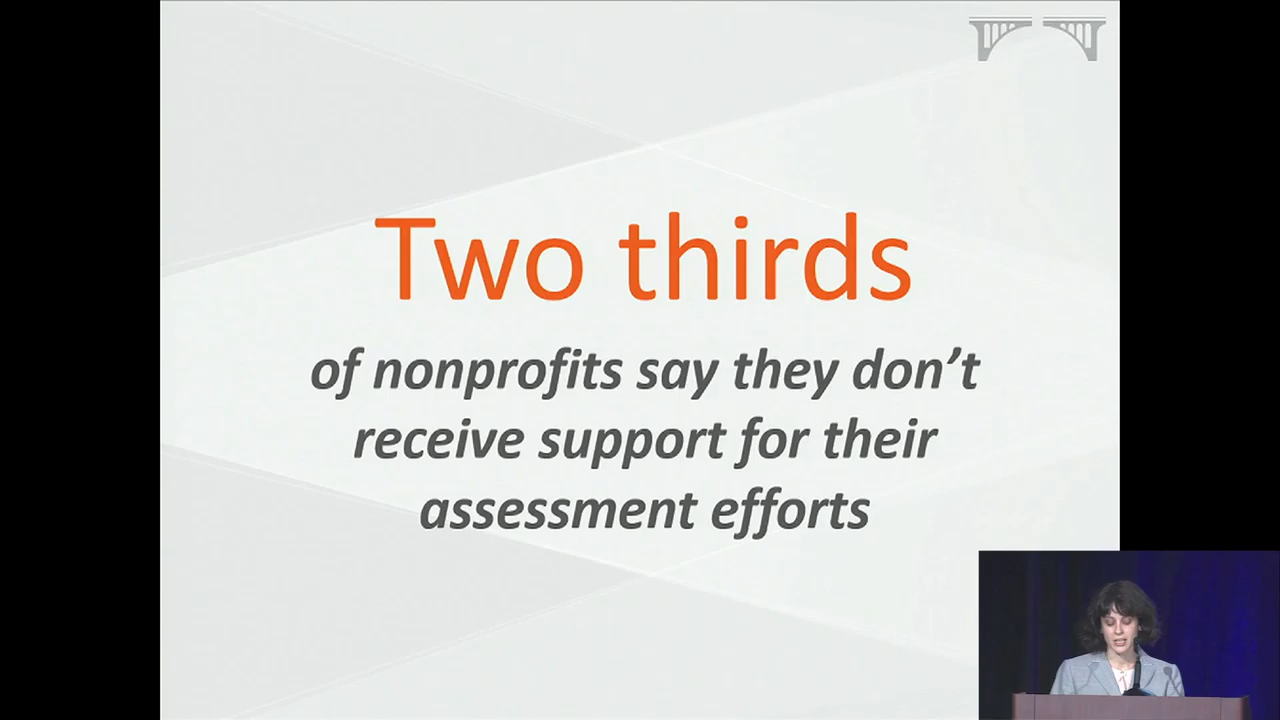 Two thirds
of nonprofits say they don’t
receive support for their
assessment efforts